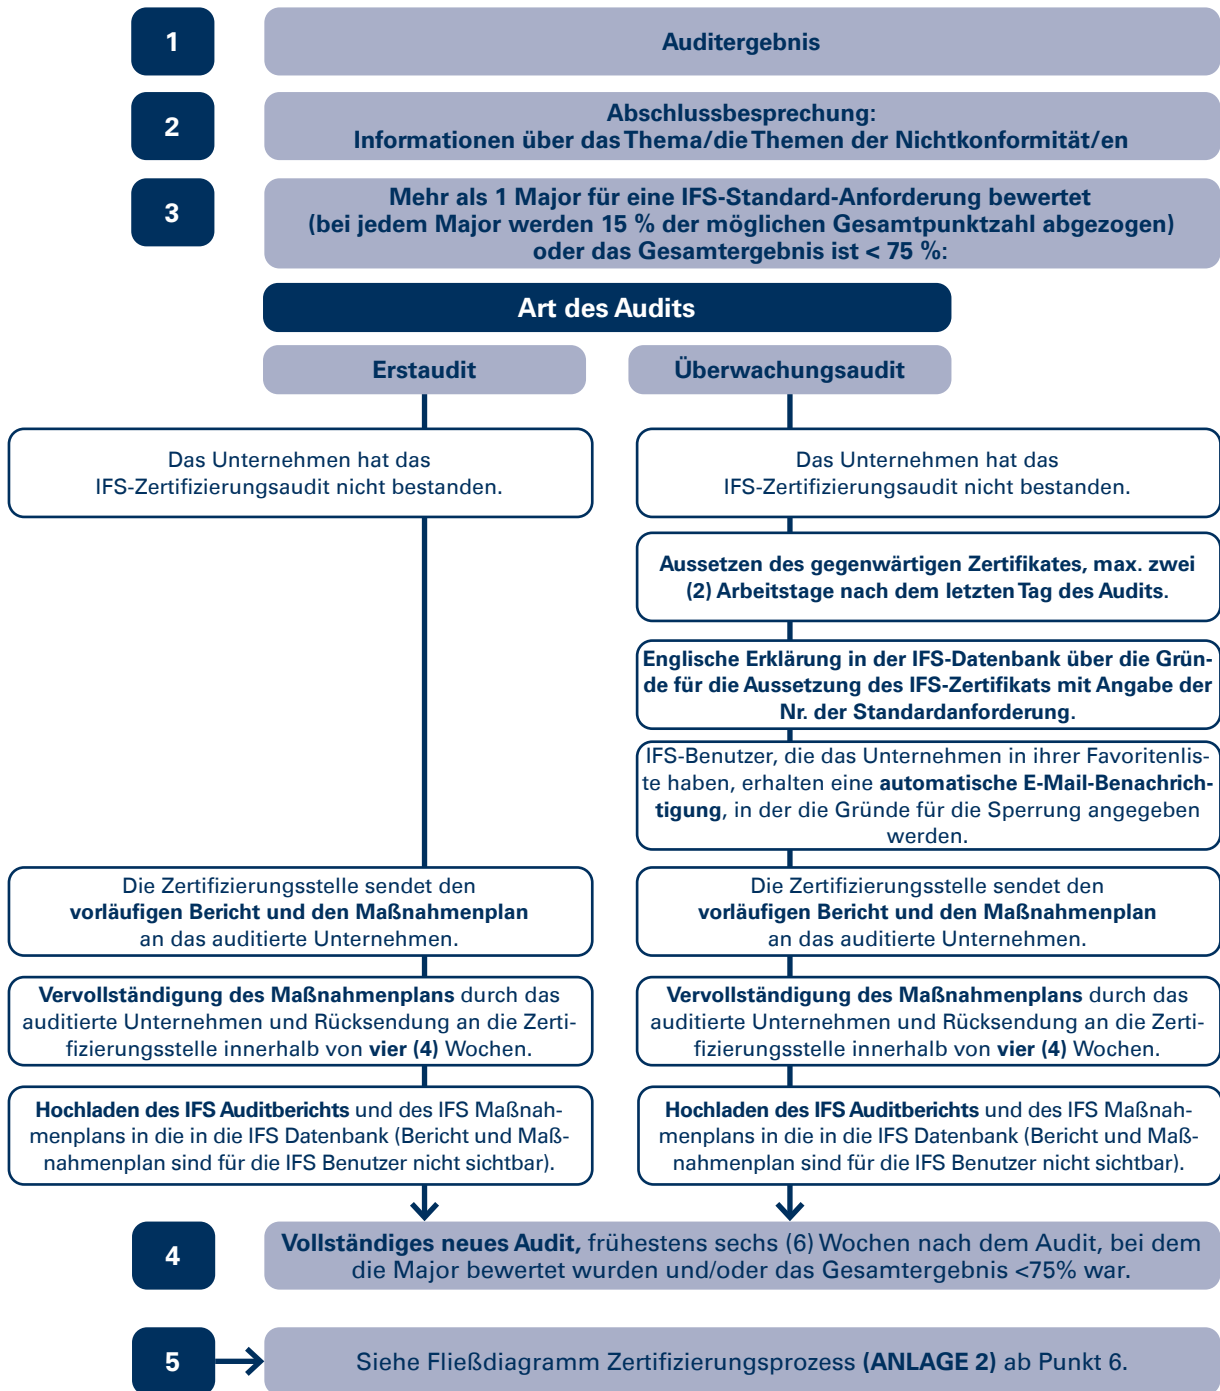 1
Auditergebnis
2
Abschlussbesprechung:
Informationen über das Thema/die Themen der Nichtkonformität/en
3
Mehr als 1 Major für eine IFS-Standard-Anforderung bewertet
(bei jedem Major werden 15 % der möglichen Gesamtpunktzahl abgezogen)
oder das Gesamtergebnis ist < 75 %:
Art des Audits
Erstaudit
Das Unternehmen hat das
IFS-Zertifizierungsaudit nicht bestanden.
Die Zertifizierungsstelle sendet den
vorläufigen Bericht und den Maßnahmenplan
an das auditierte Unternehmen.
Vervollständigung des Maßnahmenplans durch das
auditierte Unternehmen und Rücksendung an die Zerti-
fizierungsstelle innerhalb von vier (4) Wochen.
Hochladen des IFS Auditberichts und des IFS Maßnah-
menplans in die in die IFS Datenbank (Bericht und Maß-
nahmenplan sind für die IFS Benutzer nicht sichtbar).
Überwachungsaudit
Das Unternehmen hat das
IFS-Zertifizierungsaudit nicht bestanden.
Aussetzen des gegenwärtigen Zertifikates, max. zwei
(2) Arbeitstage nach dem letzten Tag des Audits.
Englische Erklärung in der IFS-Datenbank über die Grün-
de für die Aussetzung des IFS-Zertifikats mit Angabe der
Nr. der Standardanforderung.
IFS-Benutzer, die das Unternehmen in ihrer Favoritenlis-
te haben, erhalten eine automatische E-Mail-Benachrich-
tigung, in der die Gründe für die Sperrung angegeben
werden.
Die Zertifizierungsstelle sendet den
vorläufigen Bericht und den Maßnahmenplan
an das auditierte Unternehmen.
Vervollständigung des Maßnahmenplans durch das
auditierte Unternehmen und Rücksendung an die Zerti-
fizierungsstelle innerhalb von vier (4) Wochen.
Hochladen des IFS Auditberichts und des IFS Maßnah-
menplans in die in die IFS Datenbank (Bericht und Maß-
nahmenplan sind für die IFS Benutzer nicht sichtbar).
4
Vollständiges neues Audit, frühestens sechs (6) Wochen nach dem Audit, bei dem
die Major bewertet wurden und/oder das Gesamtergebnis <75% war.
5
Siehe Fließdiagramm Zertifizierungsprozess (ANLAGE 2) ab Punkt 6.